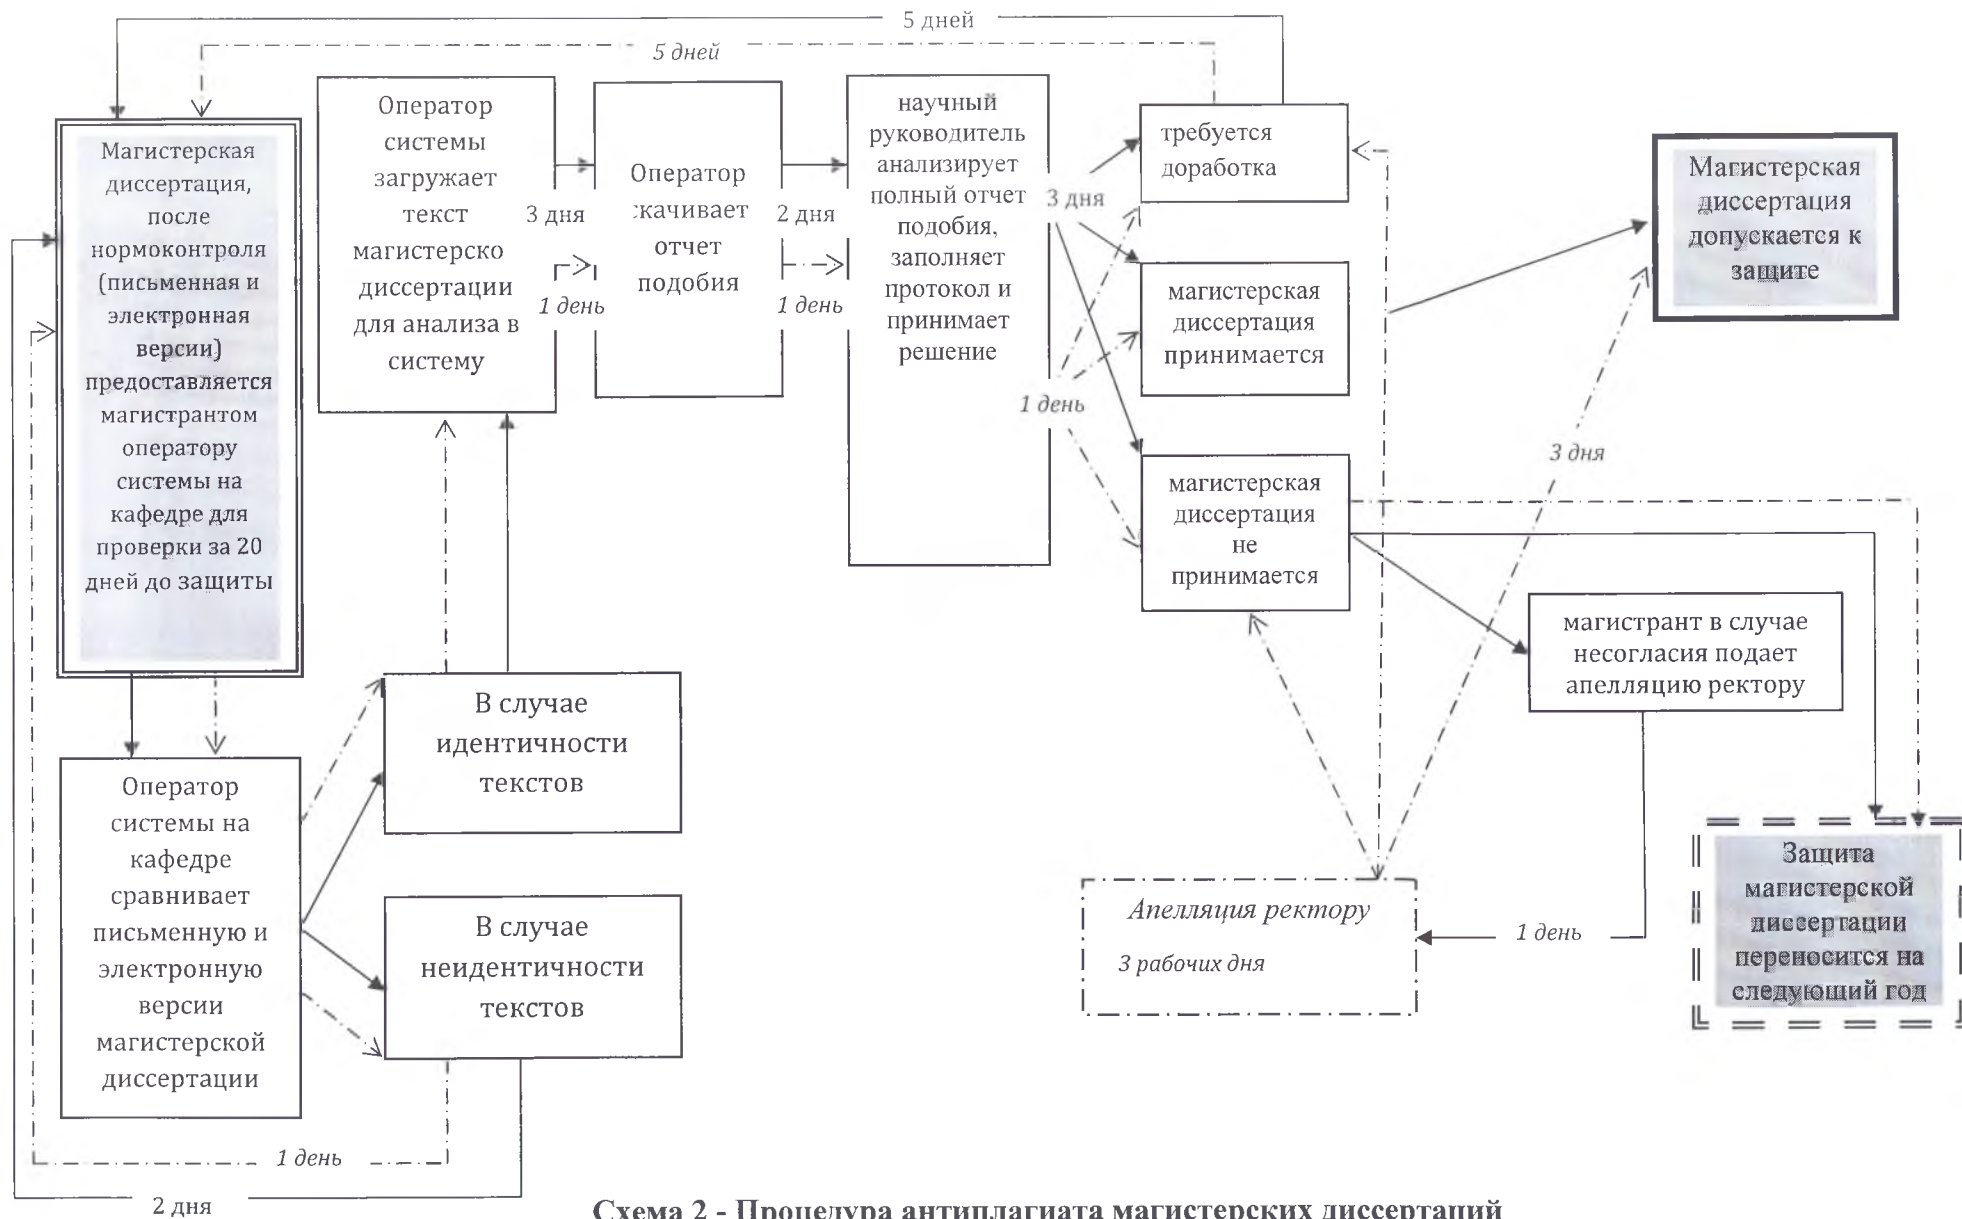 5 дней
5 дней
Магистерская
диссертация,
после
нормоконтроля
(письменная и
электронная
версии)
предоставляется
магистрантом
оператору
системы на
кафедре для
проверки за 20
дней до защиты
Оператор
системы
загружает
текст
магистерско
диссертации
для анализа в
систему
3 дня
1 день
Оператор
скачивает
отчет
подобия
2 дня
1 день
научный
руководитель
анализирует
полный отчет
подобия,
заполняет
протокол и
принимает
решение
3 дня
1 день
требуется
доработка
магистерская
диссертация
принимается
магистерская
диссертация
не
принимается
Магистерская
диссертация
допускается к
защите
3 дня
магистрант в случае
несогласия подает
апелляцию ректору
1 день
Апелляция ректору
3 рабочих дня
Защита
магистерской
диссертации
переносится на
следующий год
Оператор
системы на
кафедре
сравнивает
письменную и
электронную
версии
магистерской
диссертации
В случае
идентичности
текстов
В случае
неидентичности
текстов
1 день
2 дня
Схема 2 - Процедура антиплагиата магистерских диссертаций